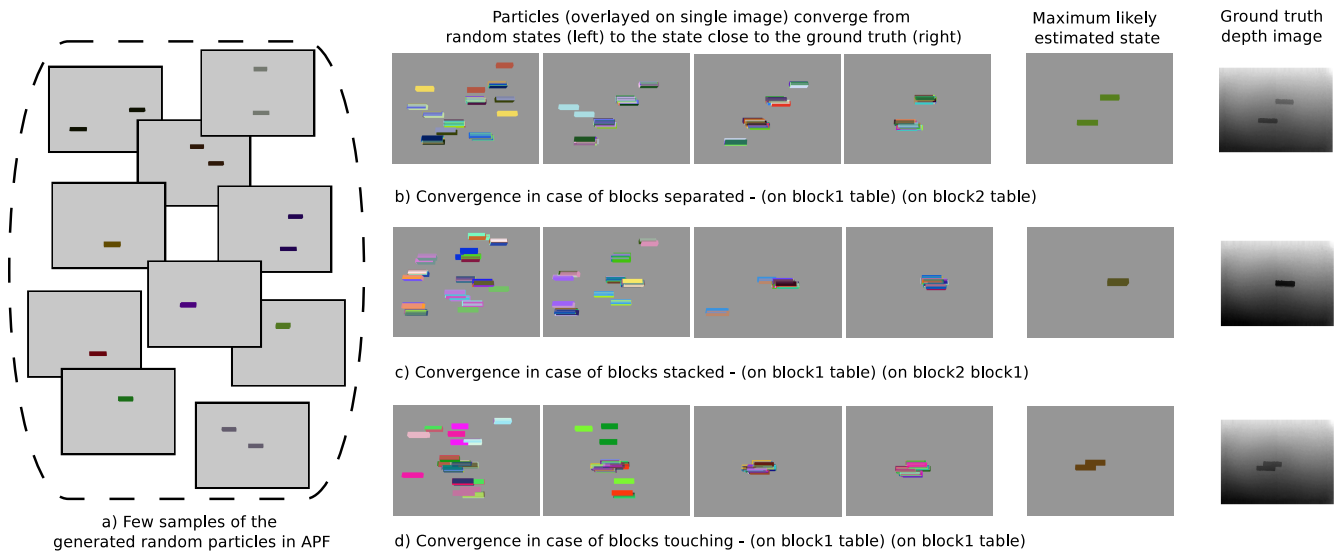 Particles (overlayed on single image) converge from
random states (left) to the state close to the ground truth (right)
Maximum likely
estimated state
Ground truth
depth image
b) Convergence in case of blocks separated - (on block1 table) (on block2 table)
c) Convergence in case of blocks stacked - (on block1 table) (on block2 block1)
a) Few samples of the
generated random particles in APF
d) Convergence in case of blocks touching - (on block1 table) (on block1 table)